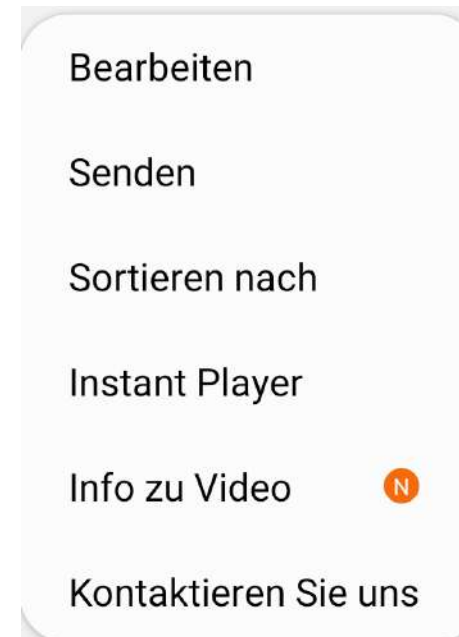 Bearbeiten
Senden
Sortieren nach
Instant Player
Info zu Video N
Kontaktieren Sie uns